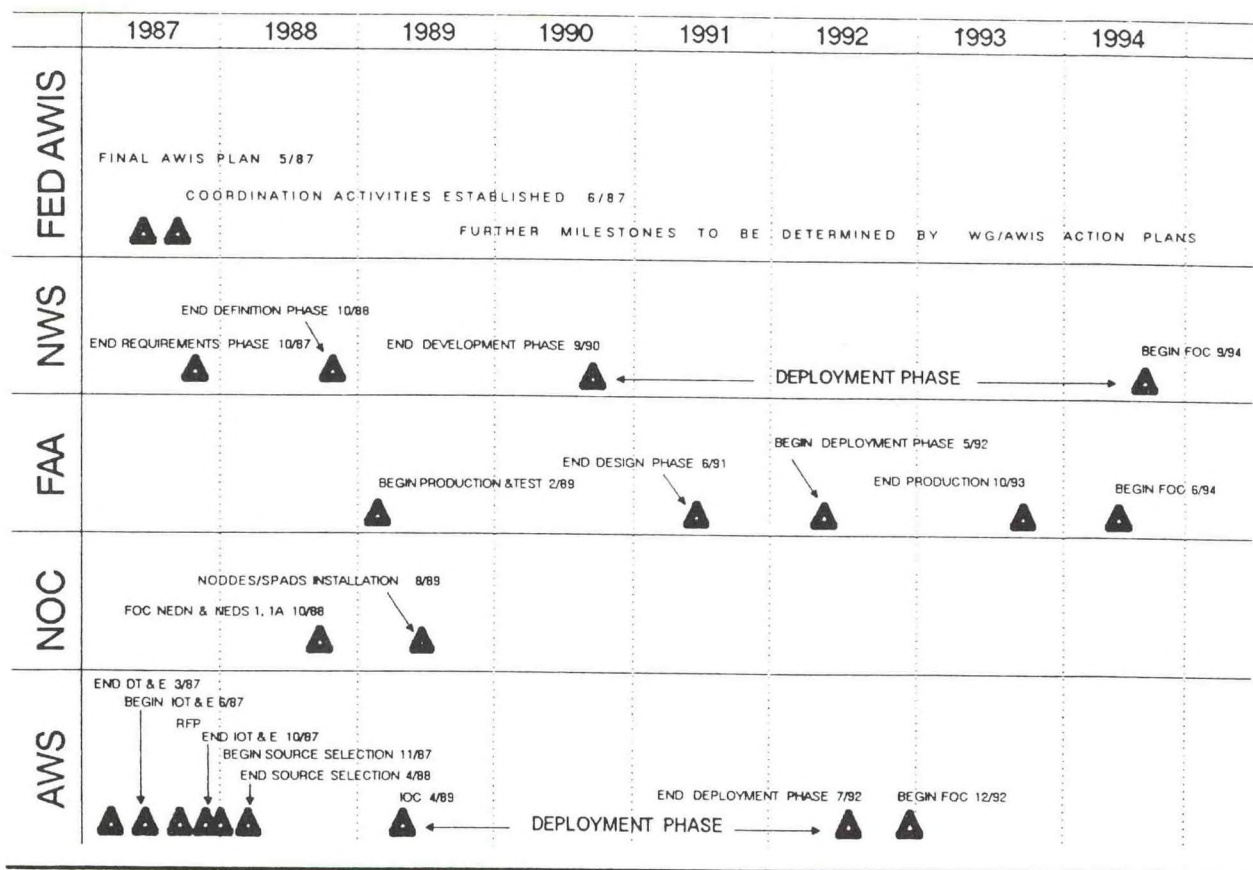 1987 1988 1989 1990 1991 1992 1993 1994
FED AWIS
FINAL AWIS PLAN 5/87
COORDINATION ACTIVITIES ESTABLISHED 6/87
FURTHER MILESTONES TO BE DETERMINED BY WG/AWIS ACTION PLANS
NWS
END DEFINITION PHASE 10/88
END REQUIREMENTS PHASE 10/87
END DEVELOPMENT PHASE 9/90
DEPLOYMENT PHASE
BEGIN FOC 9/94
FAA
BEGIN PRODUCTION &TEST 2/89
END DESIGN PHASE 6/91
BEGIN DEPLOYMENT PHASE 5/92
END PRODUCTION 10/93
BEGIN FOC 6/94
NOC
NODDES/SPADS INSTALLATION 8/89
FOC NEDN & NEDS 1, 1A 10/88
AWS
END DT & E 3/87
BEGIN IOT & E 6/87
RFP
END IOT & E 10/87
BEGIN SOURCE SELECTION 11/87
END SOURCE SELECTION 4/88
IOC 4/89
DEPLOYMENT PHASE
END DEPLOYMENT PHASE 7/92
BEGIN FOC 12/92